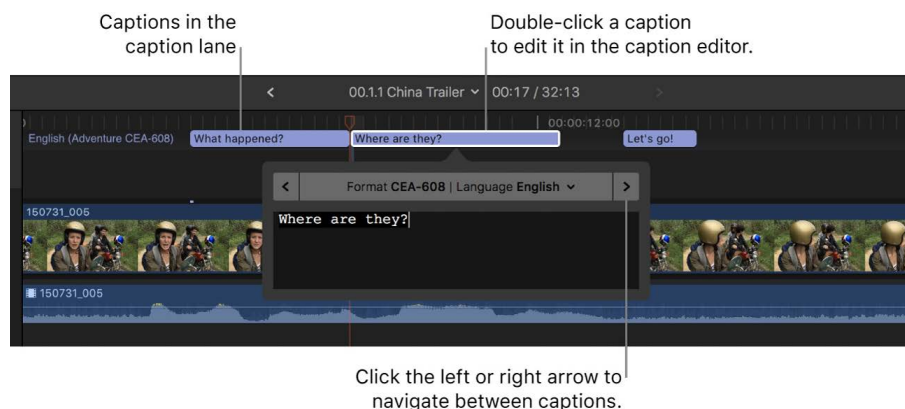 Captions in the
caption lane
Double-click a caption
to edit it in the caption editor.
00.1.1 China Trailer 00:17 / 32:13
00:00:12:00
English (Adventure CEA-608) What happened? Where are they? Let's go!
Format CEA-608 | Language English
150731_005
Where are they?
150731_005
Click the left or right arrow to
navigate between captions.